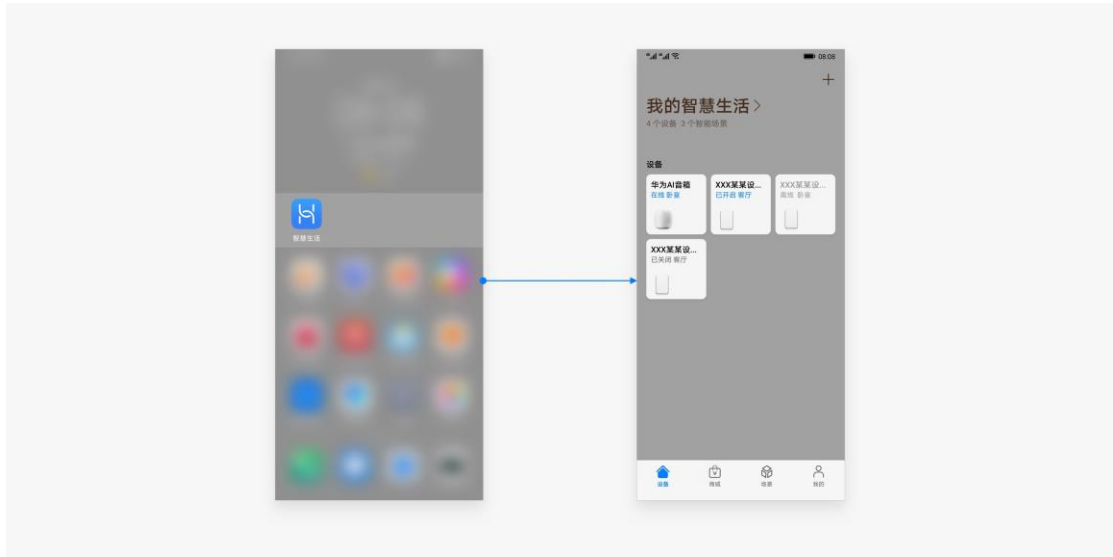 智慧生活
08:08
我的智慧生活 >
4个设备 3个智能场景
设备
华为AI音箱
在线 卧室
XXX某某设...
已开启 客厅
XXX某某设...
离线 卧室
XXX某某设...
已关闭 客厅
设备
商城
场景
我的